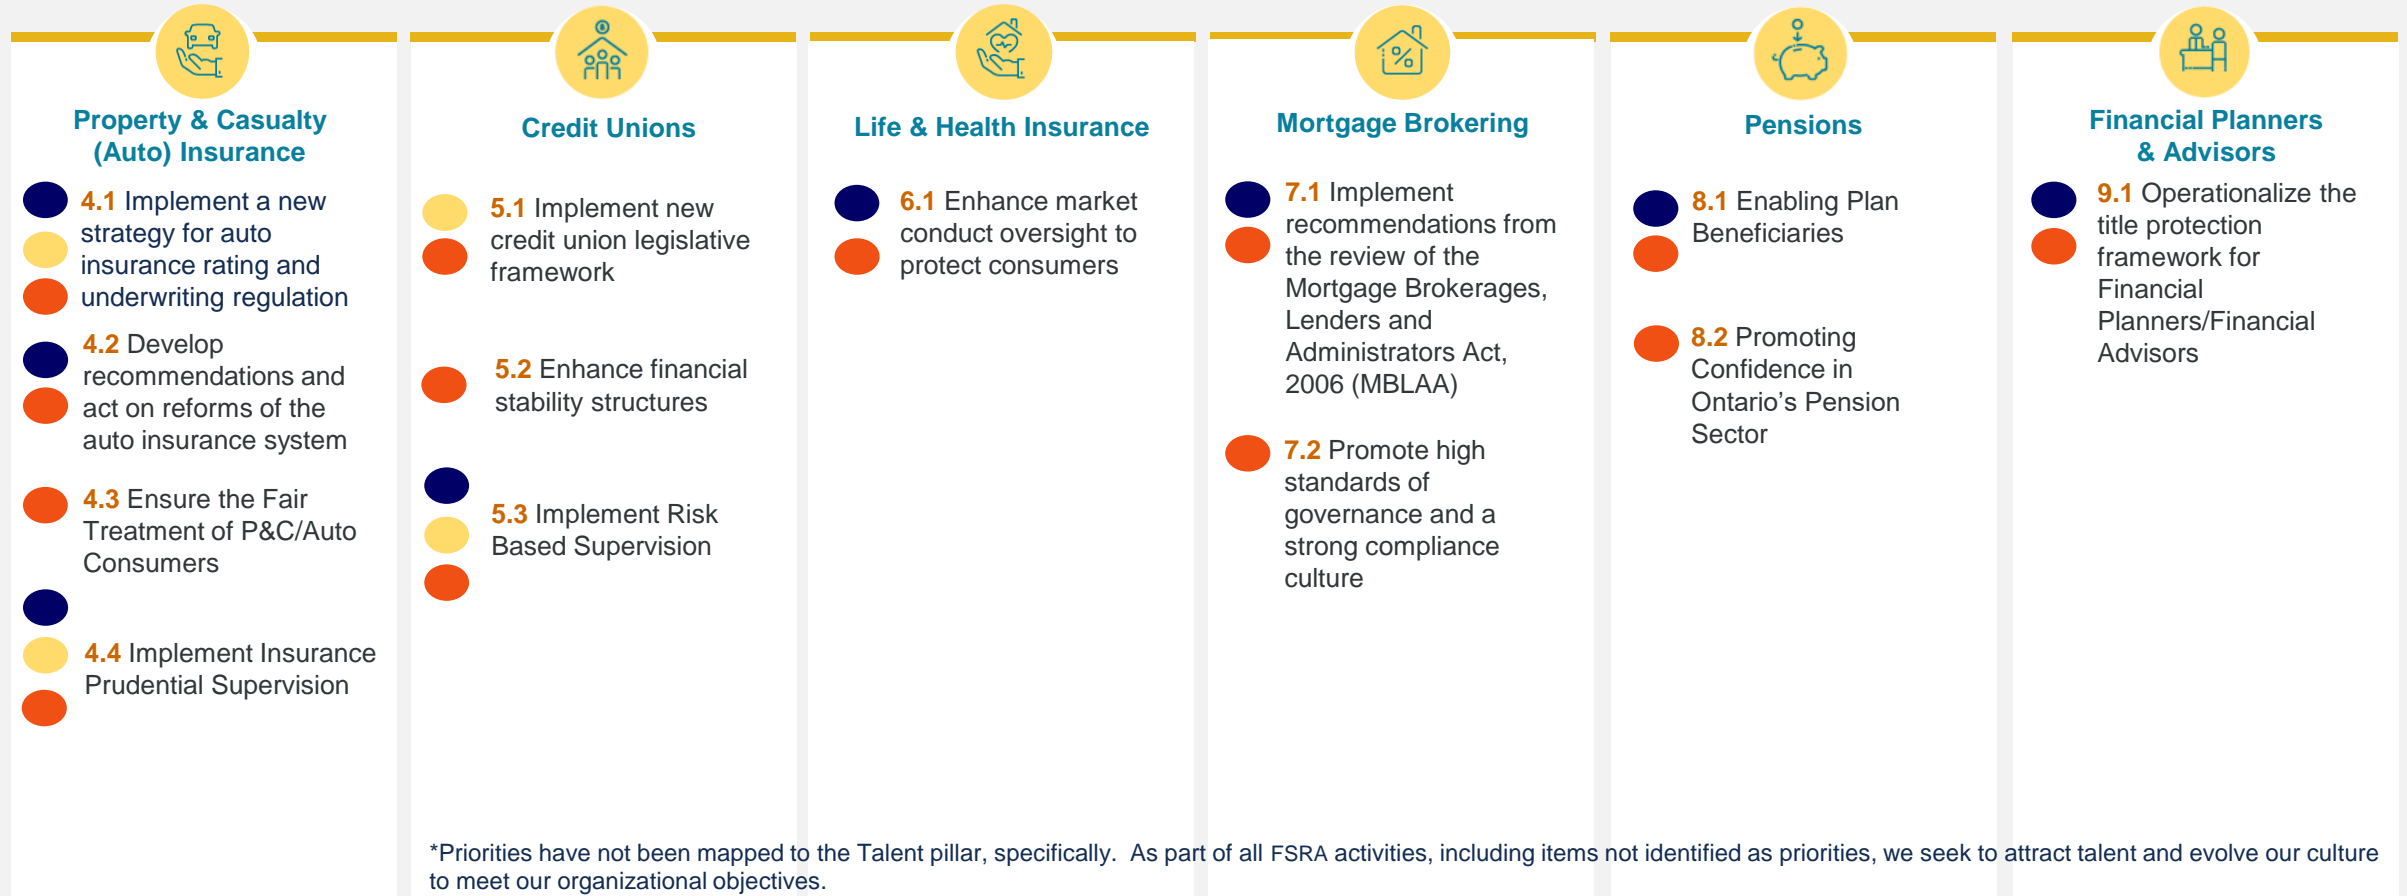 Property & Casualty
(Auto) Insurance
4.1 Implement a new
strategy for auto
insurance rating and
underwriting regulation
4.2 Develop
recommendations and
act on reforms of the
auto insurance system
4.3 Ensure the Fair
Treatment of P&C/Auto
Consumers
4.4 Implement Insurance
Prudential Supervision
Credit Unions
5.1 Implement new
credit union legislative
framework
5.2 Enhance financial
stability structures
5.3 Implement Risk
Based Supervision
Life & Health Insurance
6.1 Enhance market
conduct oversight to
protect consumers
Mortgage Brokering
%
7.1 Implement
recommendations from
the review of the
Mortgage Brokerages,
Lenders and
Administrators Act,
2006 (MBLAA)
7.2 Promote high
standards of
governance and a
strong compliance
culture
Pensions
8.1 Enabling Plan
Beneficiaries
8.2 Promoting
Confidence in
Ontario’s Pension
Sector
Financial Planners
& Advisors
9.1 Operationalize the
title protection
framework for
Financial
Planners/Financial
Advisors
*Priorities have not been mapped to the Talent pillar, specifically.  As part of all FSRA activities, including items not identified as priorities, we seek to attract talent and evolve our culture
to meet our organizational objectives.